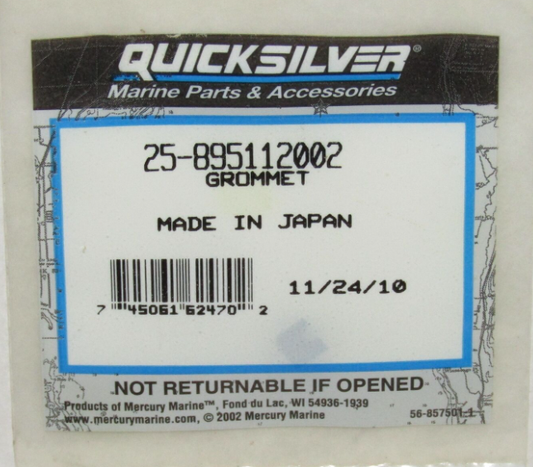 QUICKSILVER®
Marine Parts & Accessories
25-895112002
GROMMET
MADE IN JAPAN
11/24/10
7 45061 62470 2
NOT RETURNABLE IF OPENED
Products of Mercury Marine™, Fond du Lac, WI 54936-1939
www.mercurymarine.com, © 2002 Mercury Marine
56-857501-1